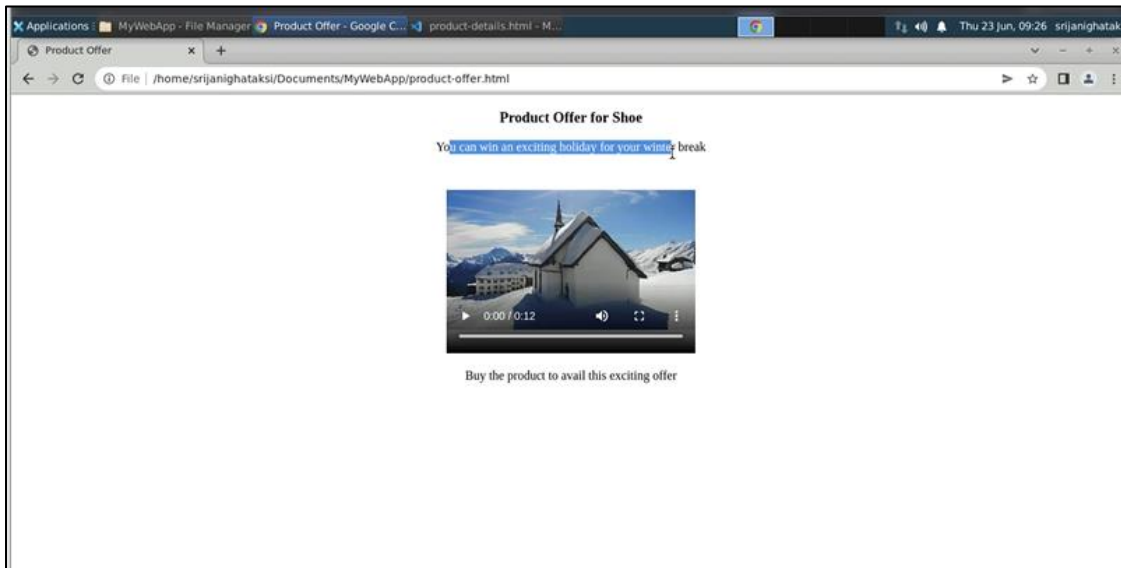 Applications MyWebApp - File Manager Product Offer - Google C... product-details.html - M... Thu 23 Jun, 09:26 srijanighatak
Product Offer
File /home/srijanighataksi/Documents/MyWebApp/product-offer.html
Product Offer for Shoe
You can win an exciting holiday for your winter break
0:00 / 0:12
Buy the product to avail this exciting offer